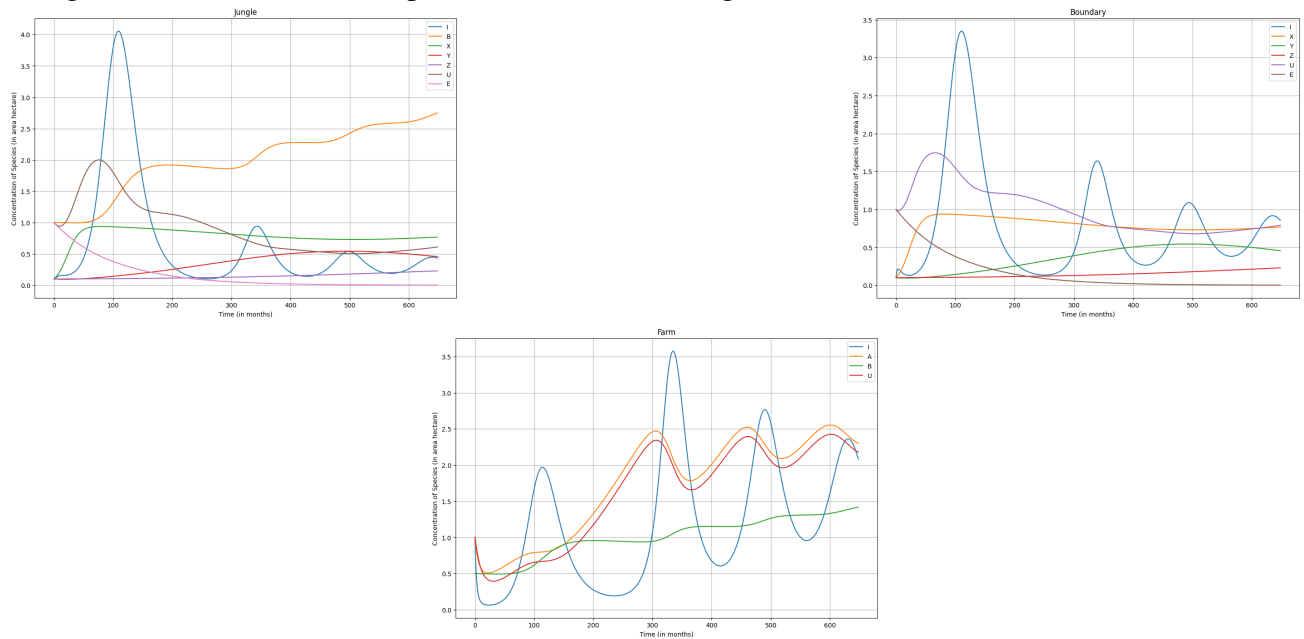 Jungle
4.0
3.5
3.0
2.5
2.0
1.5
1.0
0.5
0.0
Concentration of Species (in area hectare)
0 100 200 300 400 500 600
Time (in months)
I
B
X
Y
Z
U
E
Boundary
3.5
3.0
2.5
2.0
1.5
1.0
0.5
0.0
Concentration of Species (in area hectare)
0 100 200 300 400 500 600
Time (in months)
I
X
Y
Z
U
E
Farm
3.5
3.0
2.5
2.0
1.5
1.0
0.5
0.0
Concentration of Species (in area hectare)
0 100 200 300 400 500 600
Time (in months)
I
A
B
U